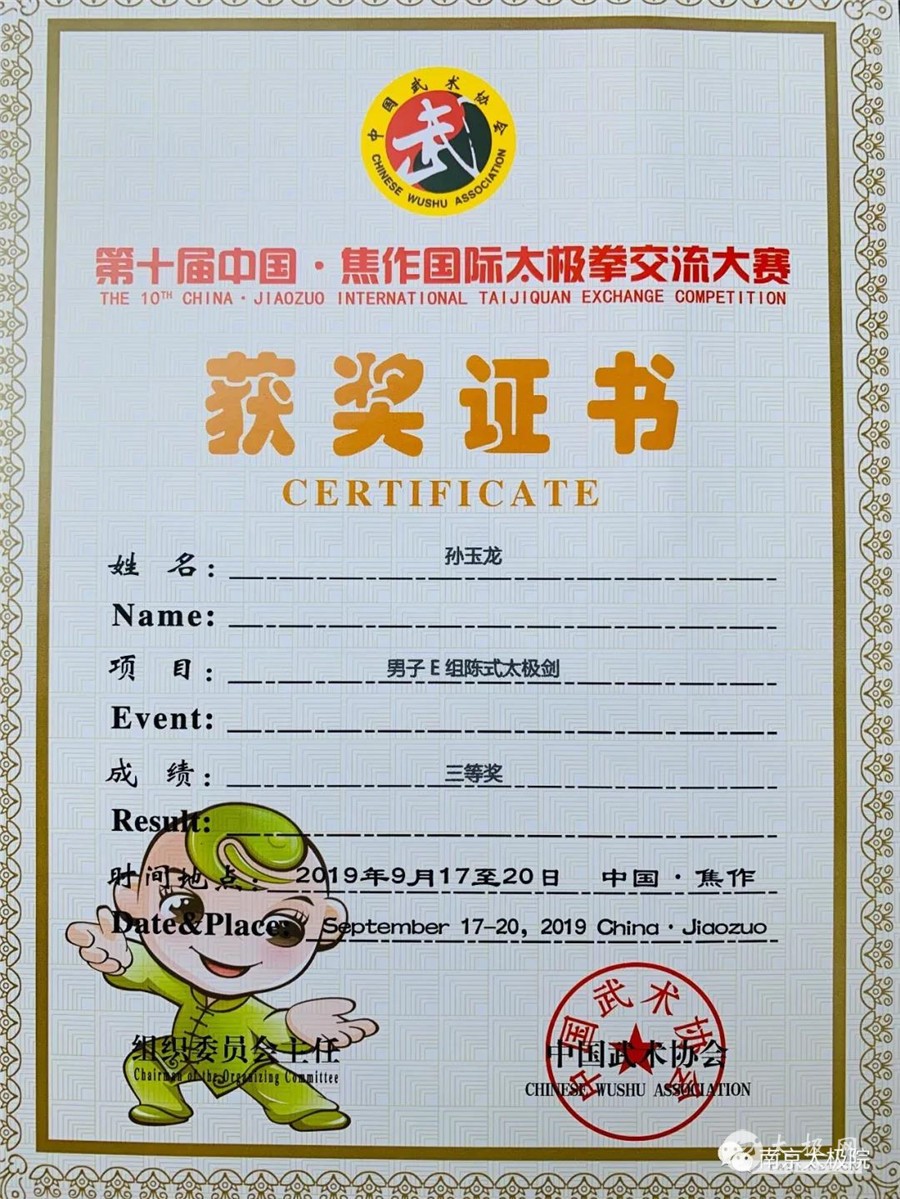 中国武术协会
武
CHINESE WUSHU ASSOCIATION
第十届中国·焦作国际太极拳交流大赛
THE 10TH CHINA·JIAOZUO INTERNATIONAL TAIJIQUAN EXCHANGE COMPETITION
获奖证书
CERTIFICATE
姓 名: 孙玉龙
Name:
项 目: 男子E组陈式太极剑
Event:
成 绩: 三等奖
Result:
时间地点: 2019年9月17至20日 中国·焦作
Date&Place: September 17-20, 2019 China·Jiaozuo
组织委员会主任
Chairman of the Organizing Committee
中国武术协会
中国武术协会
CHINESE WUSHU ASSOCIATION
太极网
南京太极院